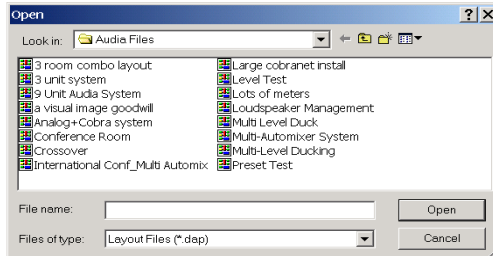 Open
Look in: Audia Files
3 room combo layout
3 unit system
9 Unit Audia System
a visual image goodwill
Analog+Cobra system
Conference Room
Crossover
International Conf_Multi Automix
Large cobranet install
Level Test
Lots of meters
Loudspeaker Management
Multi Level Duck
Multi-Automixer System
Multi-Level Ducking
Preset Test
File name:
Open
Files of type: Layout Files (*.dap)
Cancel